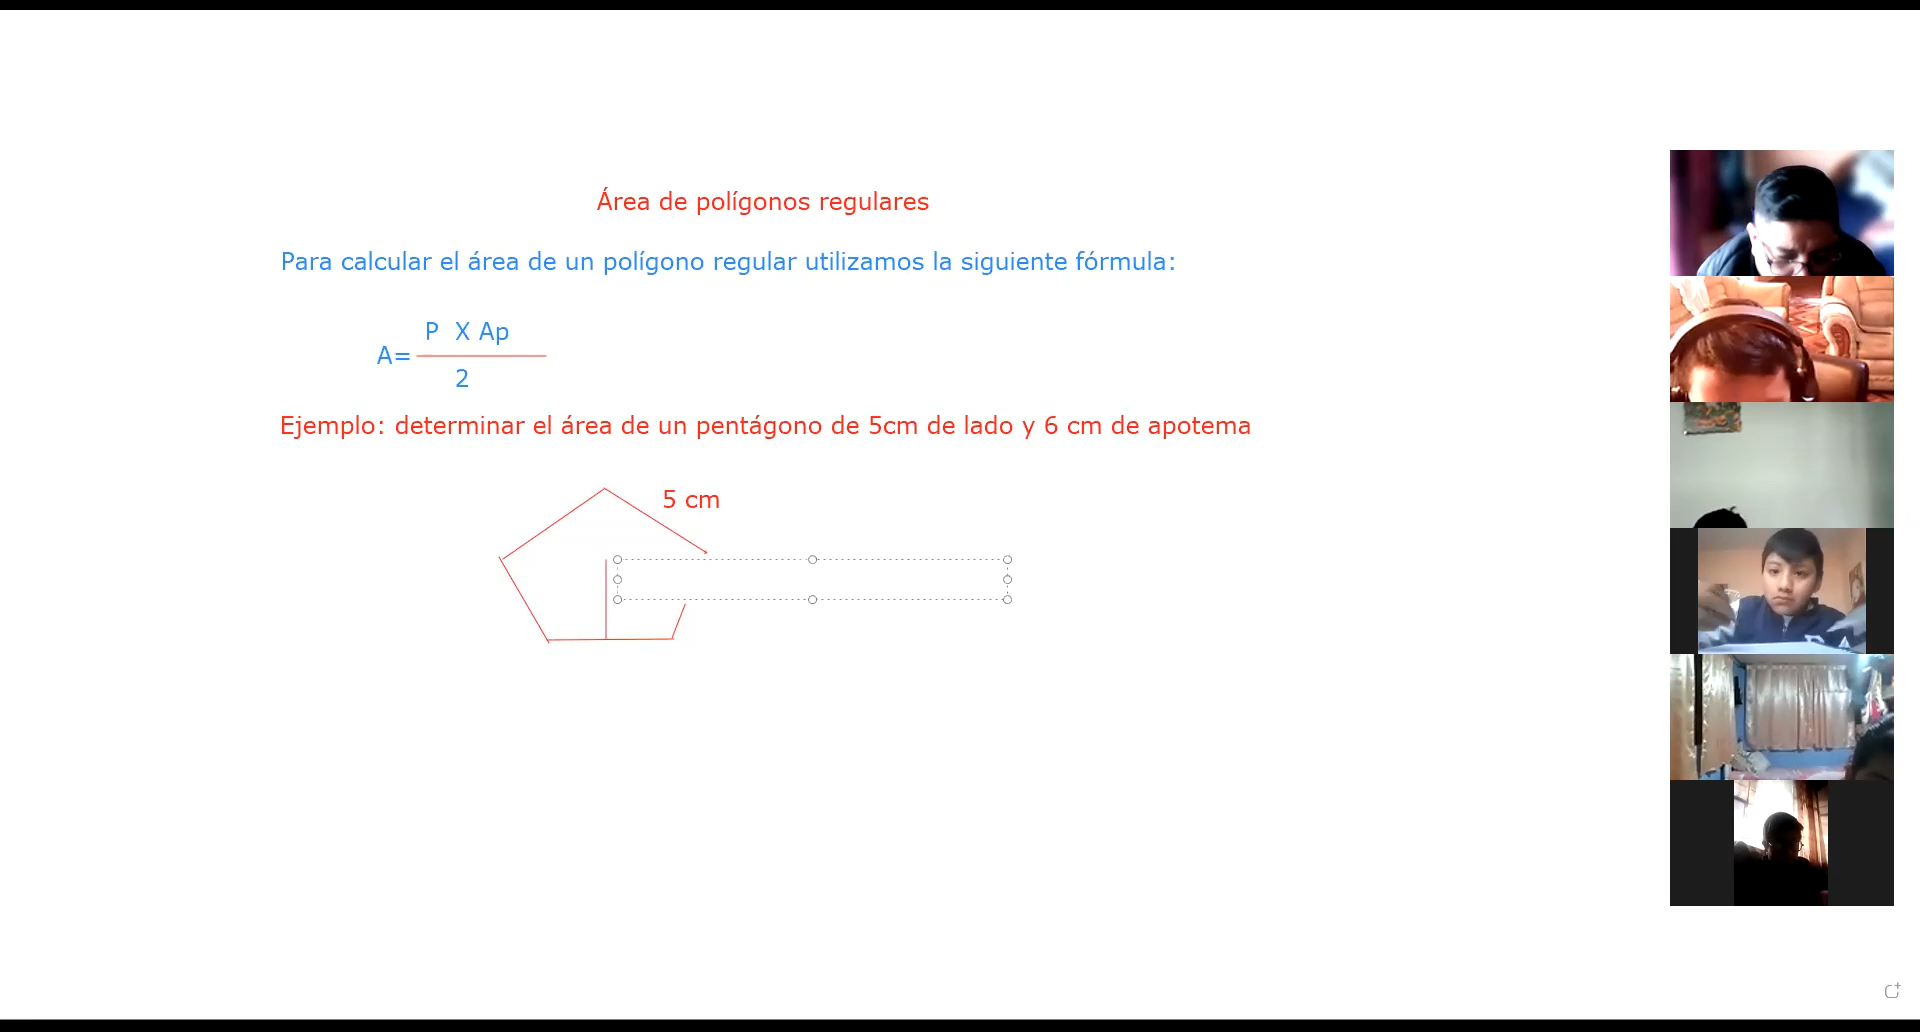 Área de polígonos regulares
Para calcular el área de un polígono regular utilizamos la siguiente fórmula:
P X Ap
A=
2
Ejemplo: determinar el área de un pentágono de 5cm de lado y 6 cm de apotema
5 cm